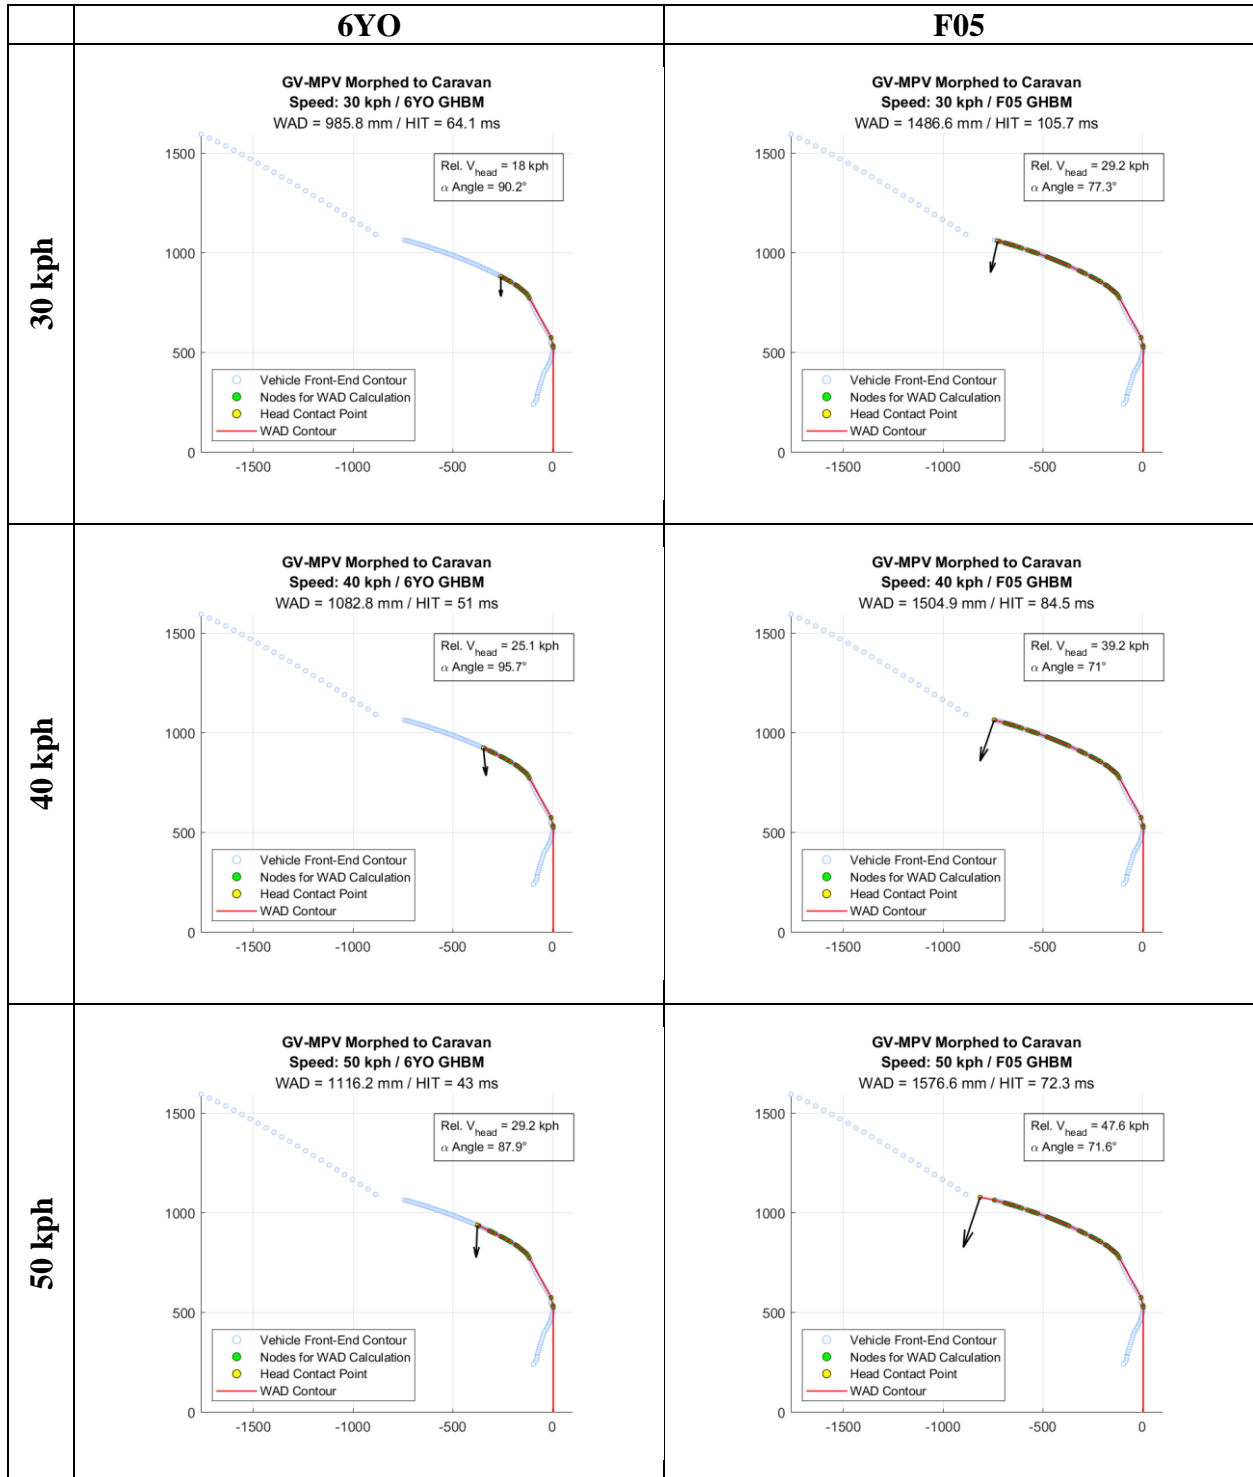 6YO
F05
30 kph
GV-MPV Morphed to Caravan
Speed: 30 kph / 6YO GHBM
WAD = 985.8 mm / HIT = 64.1 ms
Rel. V_head = 18 kph
α Angle = 90.2°
1500
1000
500
0
Vehicle Front-End Contour
Nodes for WAD Calculation
Head Contact Point
WAD Contour
-1500 -1000 -500 0
GV-MPV Morphed to Caravan
Speed: 30 kph / F05 GHBM
WAD = 1486.6 mm / HIT = 105.7 ms
Rel. V_head = 29.2 kph
α Angle = 77.3°
1500
1000
500
0
Vehicle Front-End Contour
Nodes for WAD Calculation
Head Contact Point
WAD Contour
-1500 -1000 -500 0
40 kph
GV-MPV Morphed to Caravan
Speed: 40 kph / 6YO GHBM
WAD = 1082.8 mm / HIT = 51 ms
Rel. V_head = 25.1 kph
α Angle = 95.7°
1500
1000
500
0
Vehicle Front-End Contour
Nodes for WAD Calculation
Head Contact Point
WAD Contour
-1500 -1000 -500 0
GV-MPV Morphed to Caravan
Speed: 40 kph / F05 GHBM
WAD = 1504.9 mm / HIT = 84.5 ms
Rel. V_head = 39.2 kph
α Angle = 71°
1500
1000
500
0
Vehicle Front-End Contour
Nodes for WAD Calculation
Head Contact Point
WAD Contour
-1500 -1000 -500 0
50 kph
GV-MPV Morphed to Caravan
Speed: 50 kph / 6YO GHBM
WAD = 1116.2 mm / HIT = 43 ms
Rel. V_head = 29.2 kph
α Angle = 87.9°
1500
1000
500
0
Vehicle Front-End Contour
Nodes for WAD Calculation
Head Contact Point
WAD Contour
-1500 -1000 -500 0
GV-MPV Morphed to Caravan
Speed: 50 kph / F05 GHBM
WAD = 1576.6 mm / HIT = 72.3 ms
Rel. V_head = 47.6 kph
α Angle = 71.6°
1500
1000
500
0
Vehicle Front-End Contour
Nodes for WAD Calculation
Head Contact Point
WAD Contour
-1500 -1000 -500 0